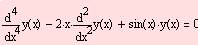 d⁴/dx⁴ y(x) − 2·x·d²/dx² y(x) + sin(x)·y(x) = 0